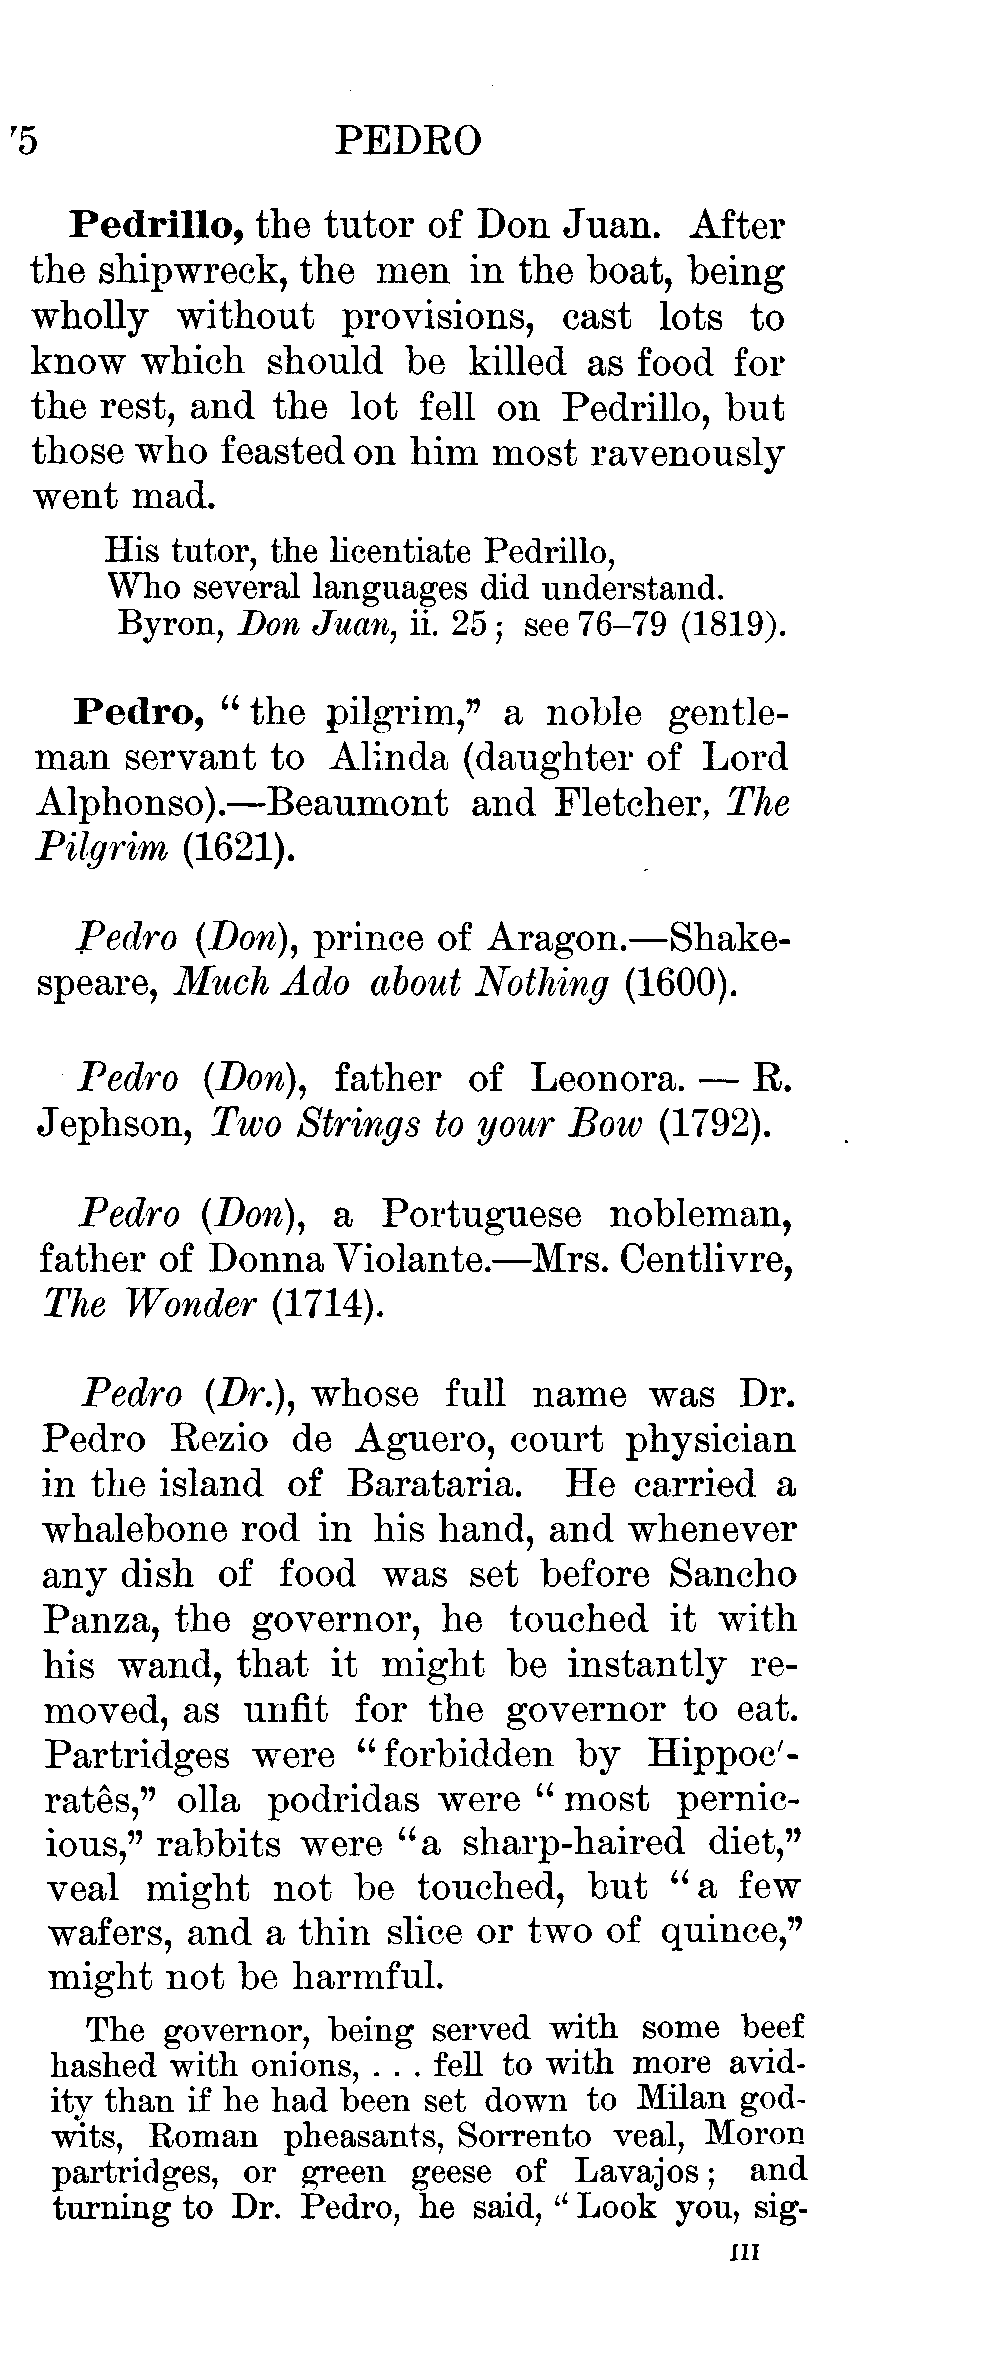 '5 PEDRO
Pedrillo, the tutor of Don Juan. After
the shipwreck, the men in the boat, being
wholly without provisions, cast lots to
know which should be killed as food for
the rest, and the lot fell on Pedrillo, but
those who feasted on him most ravenously
went mad.
His tutor, the licentiate Pedrillo,
Who several languages did understand.
Byron, Don Juan, ii. 25; see 76–79 (1819).
Pedro, “the pilgrim,” a noble gentle-
man servant to Alinda (daughter of Lord
Alphonso).—Beaumont and Fletcher, The
Pilgrim (1621).
Pedro (Don), prince of Aragon.—Shake-
speare, Much Ado about Nothing (1600).
Pedro (Don), father of Leonora. — R.
Jephson, Two Strings to your Bow (1792).
Pedro (Don), a Portuguese nobleman,
father of Donna Violante.—Mrs. Centlivre,
The Wonder (1714).
Pedro (Dr.), whose full name was Dr.
Pedro Rezio de Aguero, court physician
in the island of Barataria. He carried a
whalebone rod in his hand, and whenever
any dish of food was set before Sancho
Panza, the governor, he touched it with
his wand, that it might be instantly re-
moved, as unfit for the governor to eat.
Partridges were “forbidden by Hippoc'-
ratês,” olla podridas were “most pernic-
ious,” rabbits were “a sharp-haired diet,”
veal might not be touched, but “a few
wafers, and a thin slice or two of quince,”
might not be harmful.
The governor, being served with some beef
hashed with onions, . . . fell to with more avid-
ity than if he had been set down to Milan god-
wits, Roman pheasants, Sorrento veal, Moron
partridges, or green geese of Lavajos; and
turning to Dr. Pedro, he said, “Look you, sig-
III